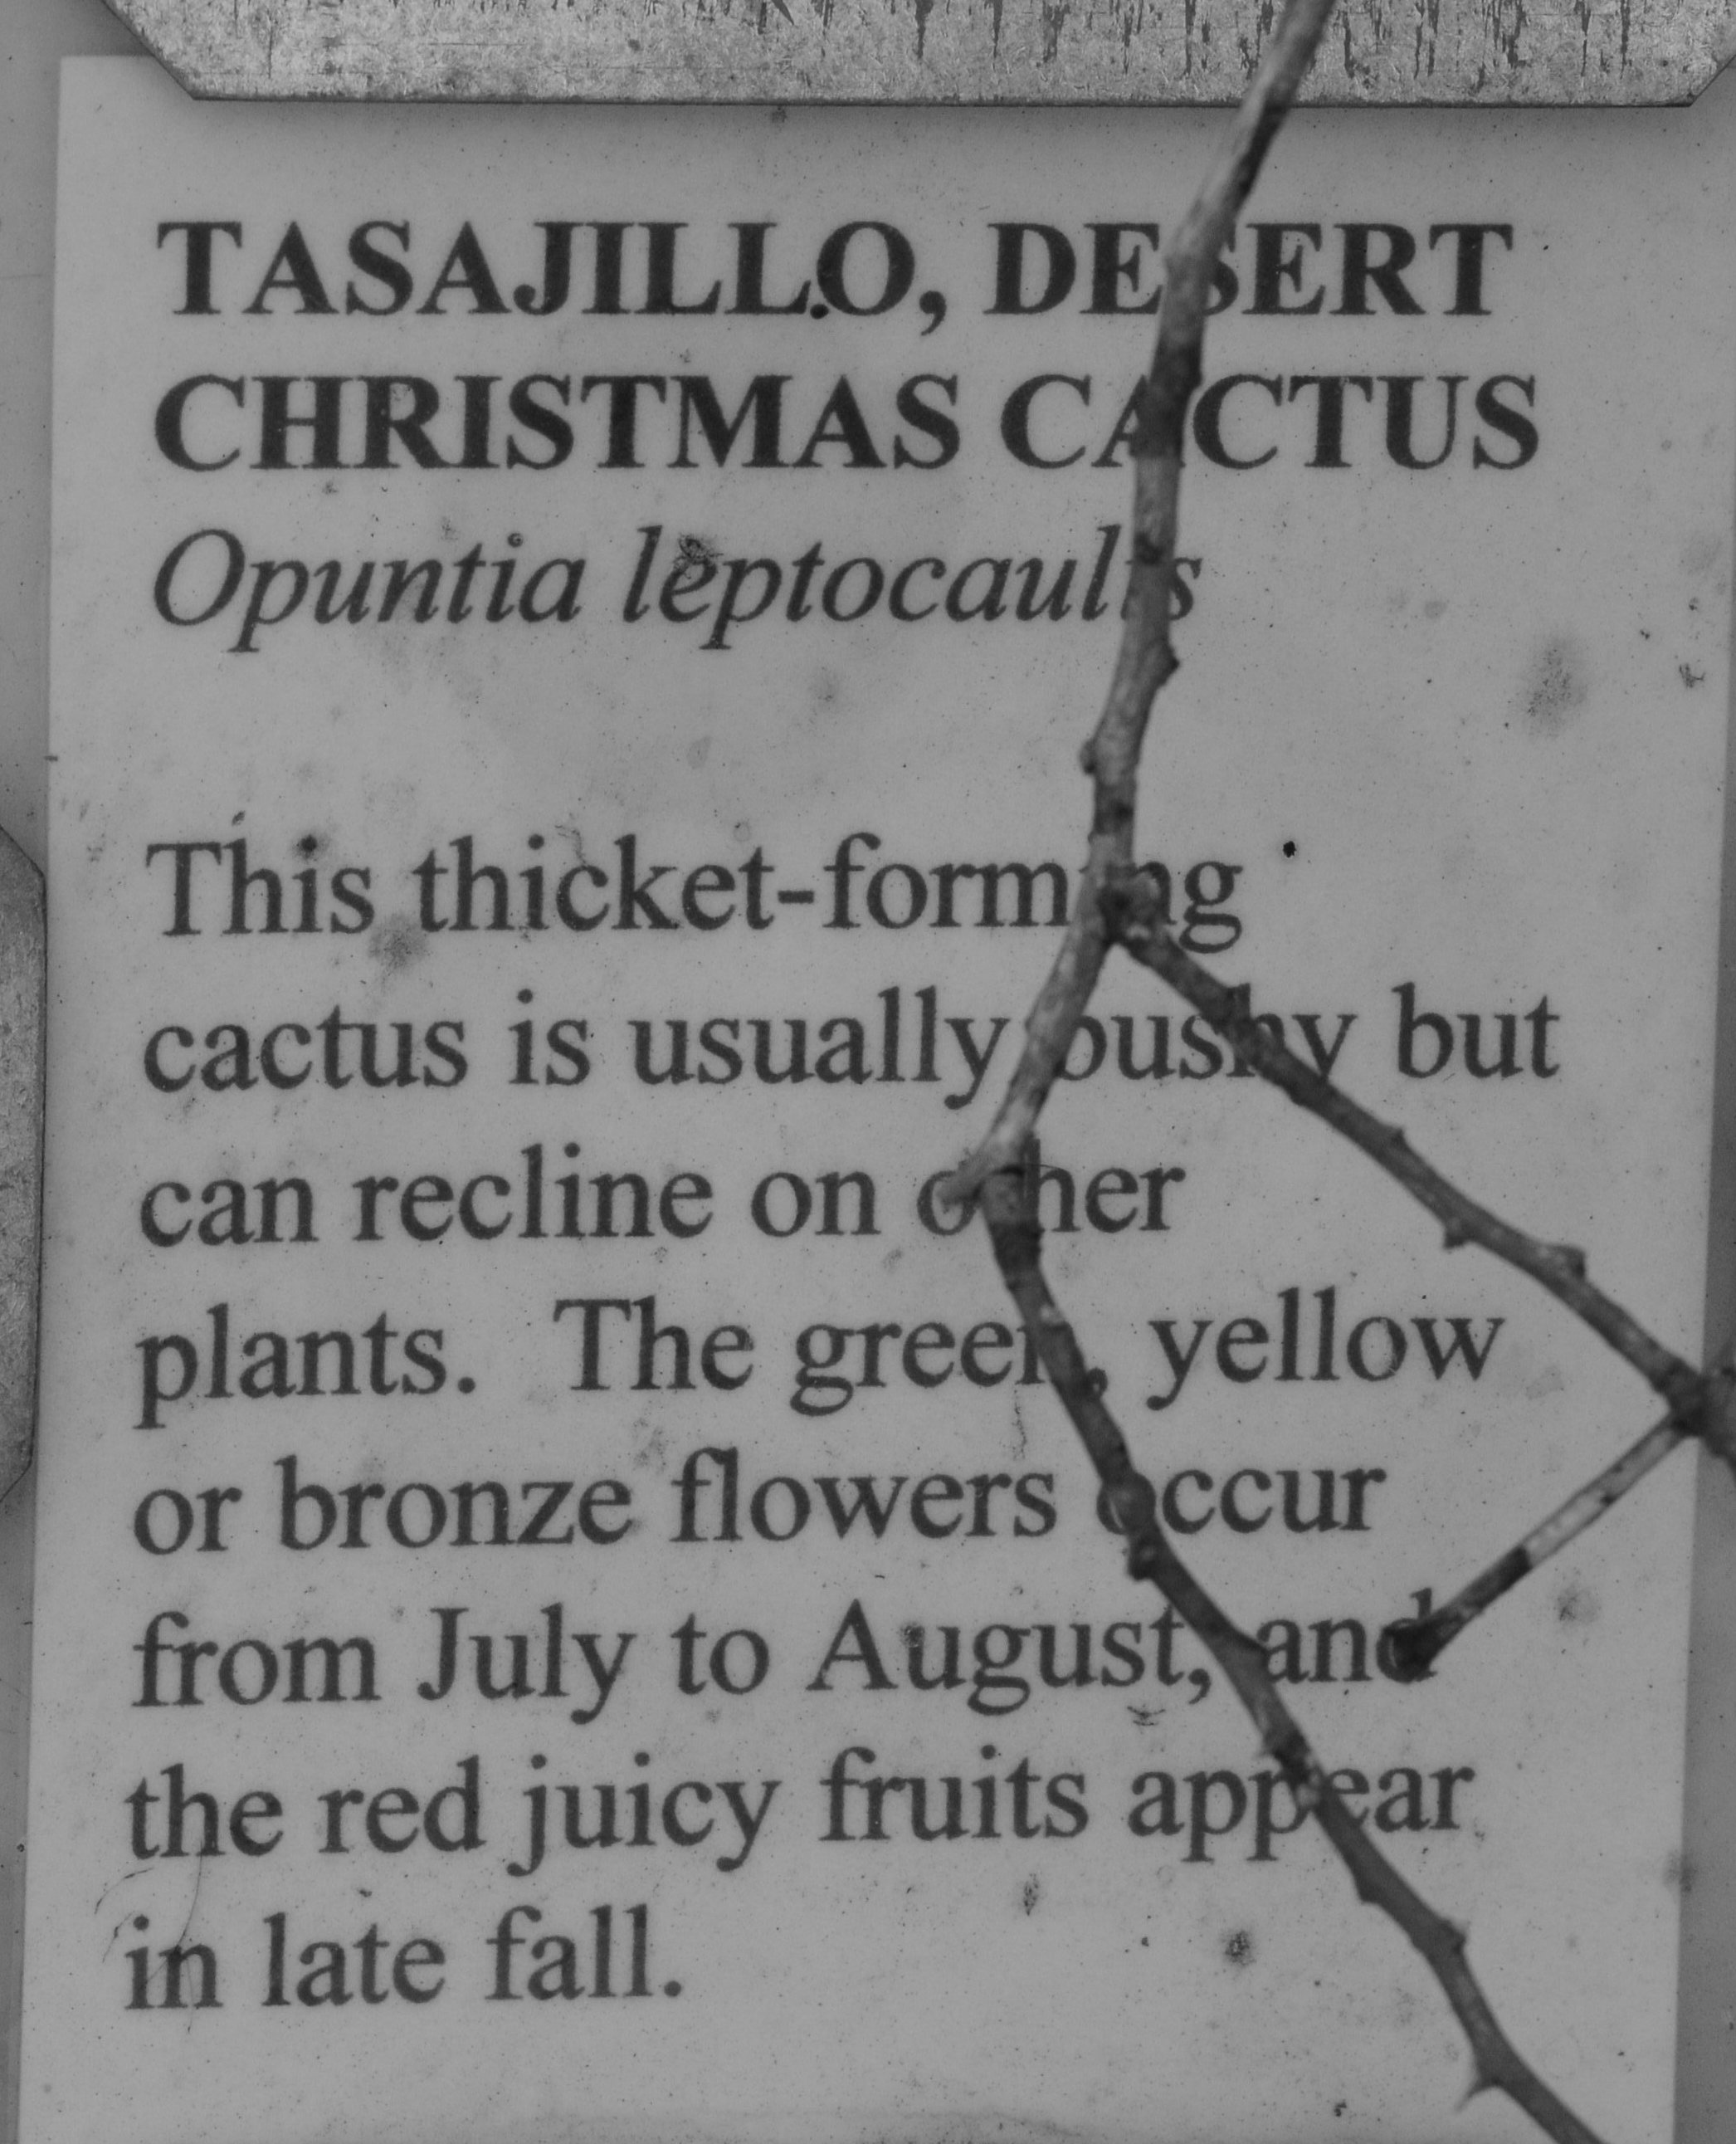 TASAJILLO, DESERT
CHRISTMAS CACTUS
Opuntia leptocaulis
This thicket-forming
cactus is usually bushy but
can recline on other
plants.  The green, yellow
or bronze flowers occur
from July to August, and
the red juicy fruits appear
in late fall.